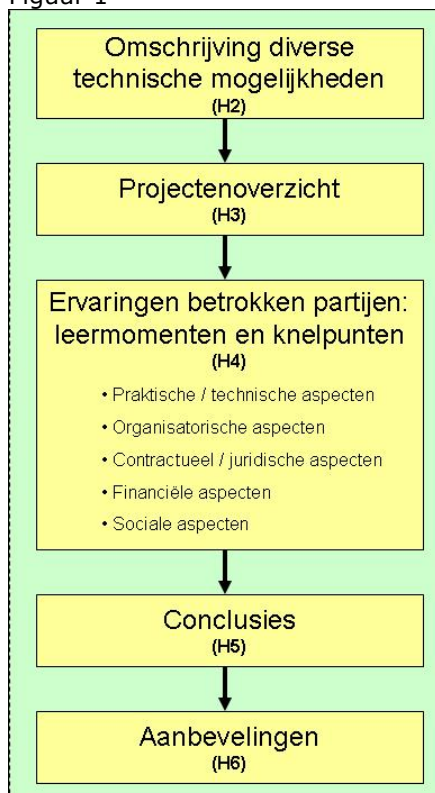 Figuur 1
Omschrijving diverse
technische mogelijkheden
(H2)
Projectenoverzicht
(H3)
Ervaringen betrokken partijen:
leermomenten en knelpunten
(H4)
• Praktische / technische aspecten
• Organisatorische aspecten
• Contractueel / juridische aspecten
• Financiële aspecten
• Sociale aspecten
Conclusies
(H5)
Aanbevelingen
(H6)